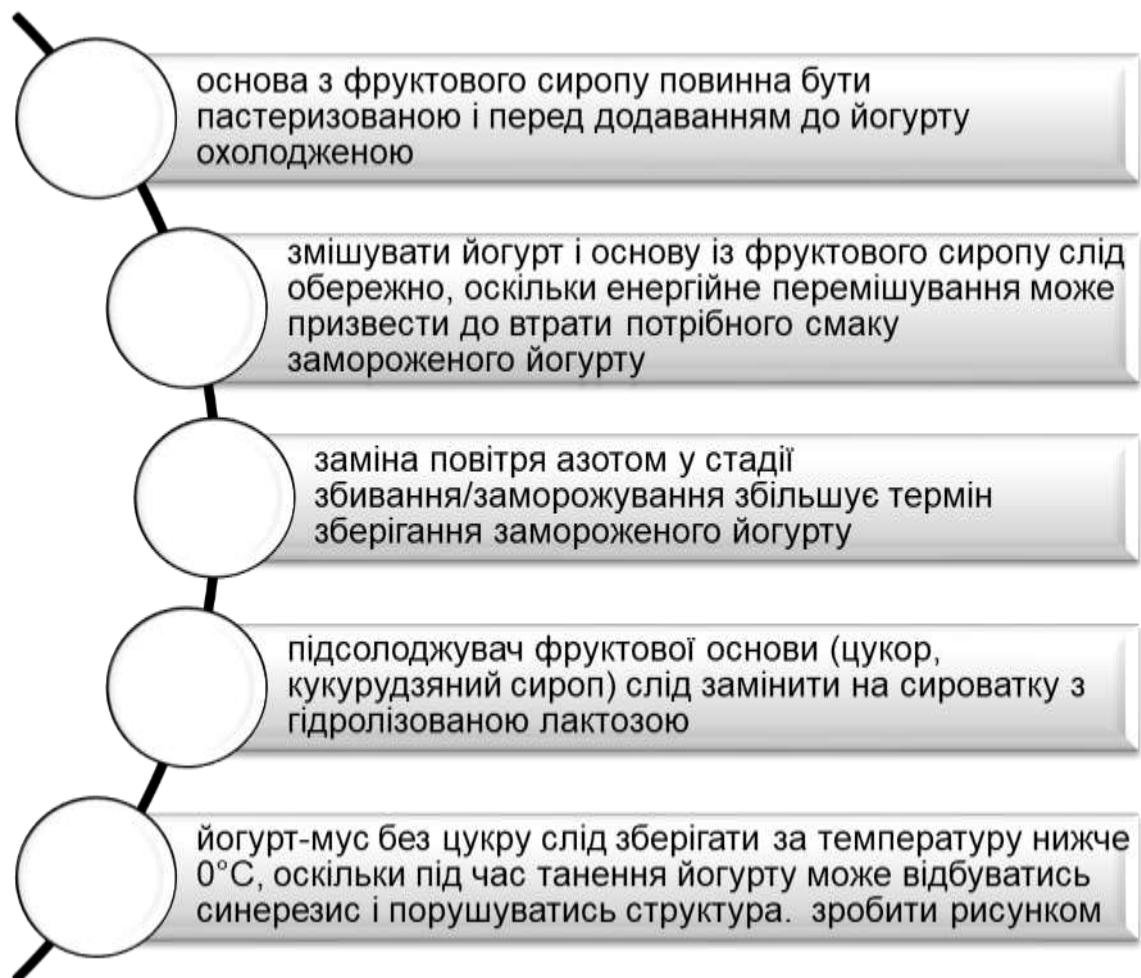 основа з фруктового сиропу повинна бути
пастеризованою і перед додаванням до йогурту
охолодженою
змішувати йогурт і основу із фруктового сиропу слід
обережно, оскільки енергійне перемішування може
призвести до втрати потрібного смаку
замороженого йогурту
заміна повітря азотом у стадії
збивання/заморожування збільшує термін
зберігання замороженого йогурту
підсолоджувач фруктової основи (цукор,
кукурудзяний сироп) слід замінити на сироватку з
гідролізованою лактозою
йогурт-мус без цукру слід зберігати за температуру нижче
0°С, оскільки під час танення йогурту може відбуватись
синерезис і порушуватись структура. зробити рисунком